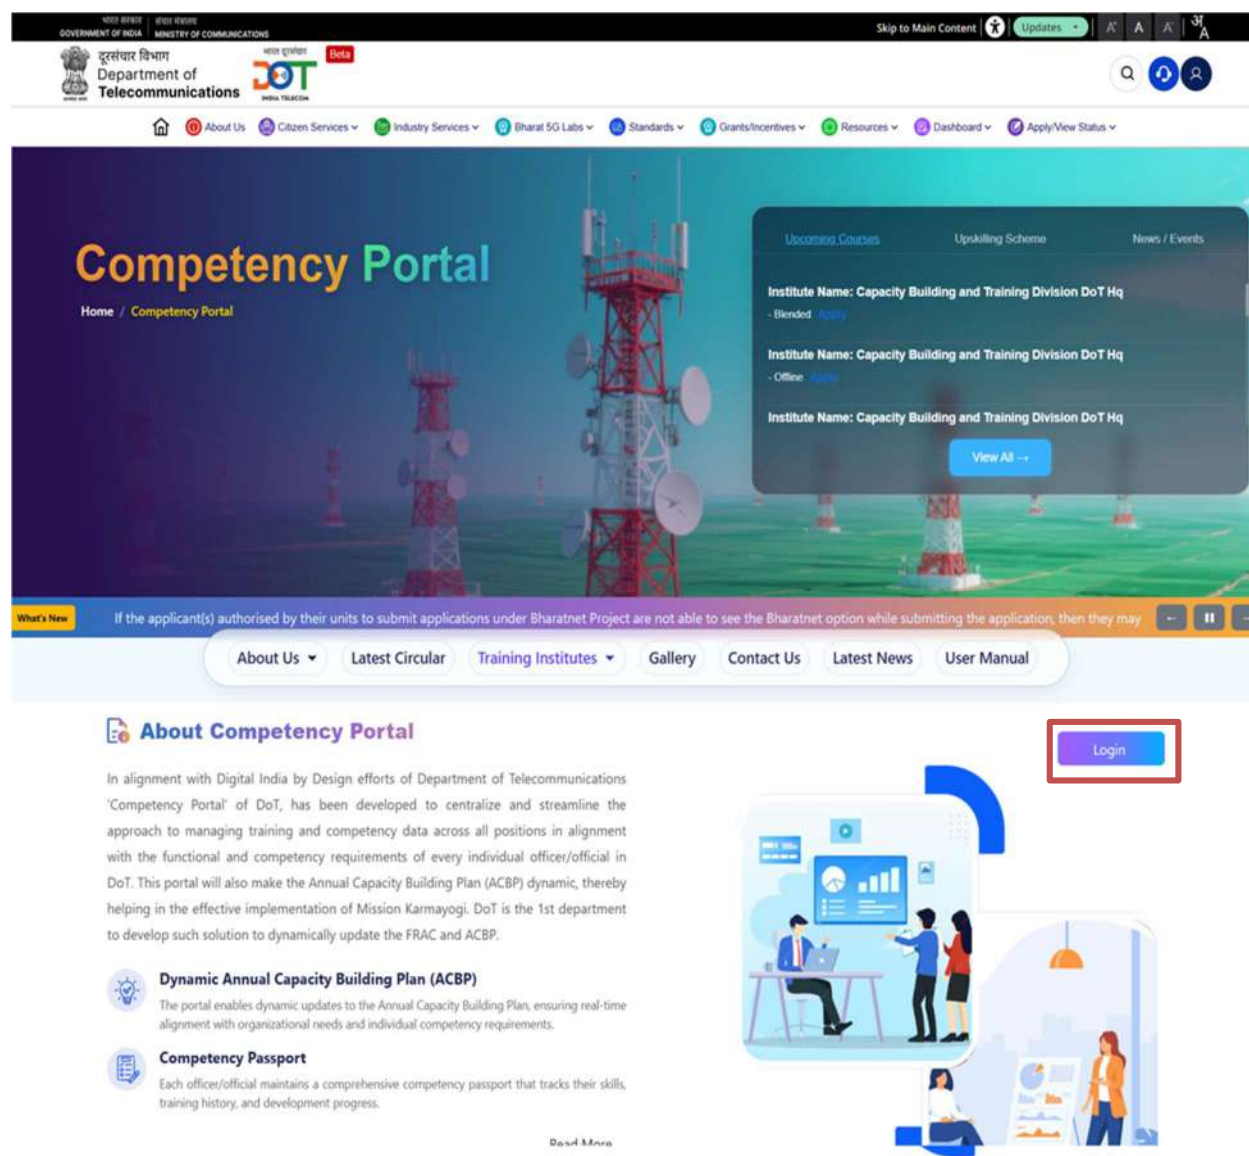 भारत सरकार संचार मंत्रालय
GOVERNMENT OF INDIA MINISTRY OF COMMUNICATIONS
Skip to Main Content Updates A+ A A- अ A
दूरसंचार विभाग
Department of
Telecommunications
भारत दूरसंचार
DOT
INDIA TELECOM
Beta
About Us Citizen Services Industry Services Bharat 5G Labs Standards Grants/Incentives Resources Dashboard Apply/View Status
Competency Portal
Home / Competency Portal
Upcoming Courses Upskilling Scheme News / Events
Institute Name: Capacity Building and Training Division DoT Hq
- Blended Apply
Institute Name: Capacity Building and Training Division DoT Hq
- Offline Apply
Institute Name: Capacity Building and Training Division DoT Hq
View All →
What's New If the applicant(s) authorised by their units to submit applications under Bharatnet Project are not able to see the Bharatnet option while submitting the application, then they may
About Us Latest Circular Training Institutes Gallery Contact Us Latest News User Manual
About Competency Portal
Login
In alignment with Digital India by Design efforts of Department of Telecommunications
'Competency Portal' of DoT, has been developed to centralize and streamline the
approach to managing training and competency data across all positions in alignment
with the functional and competency requirements of every individual officer/official in
DoT. This portal will also make the Annual Capacity Building Plan (ACBP) dynamic, thereby
helping in the effective implementation of Mission Karmayogi. DoT is the 1st department
to develop such solution to dynamically update the FRAC and ACBP.
Dynamic Annual Capacity Building Plan (ACBP)
The portal enables dynamic updates to the Annual Capacity Building Plan, ensuring real-time
alignment with organizational needs and individual competency requirements.
Competency Passport
Each officer/official maintains a comprehensive competency passport that tracks their skills,
training history, and development progress.
Read More